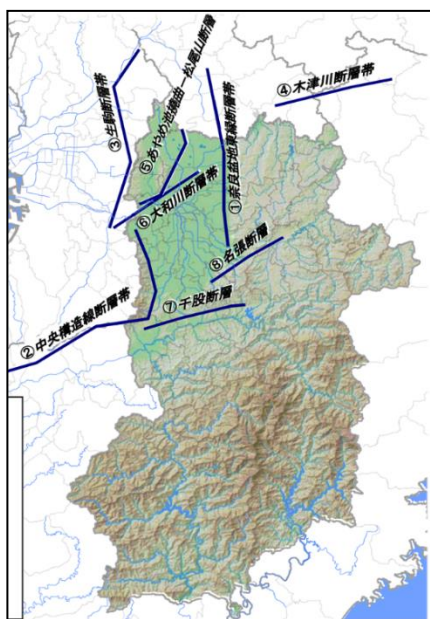 ④木津川断層帯
③生駒断層帯
⑤あやめ池撓曲ー松尾山断層
①奈良盆地東縁断層帯
⑥大和川断層帯
⑧名張断層
⑦千股断層
②中央構造線断層帯